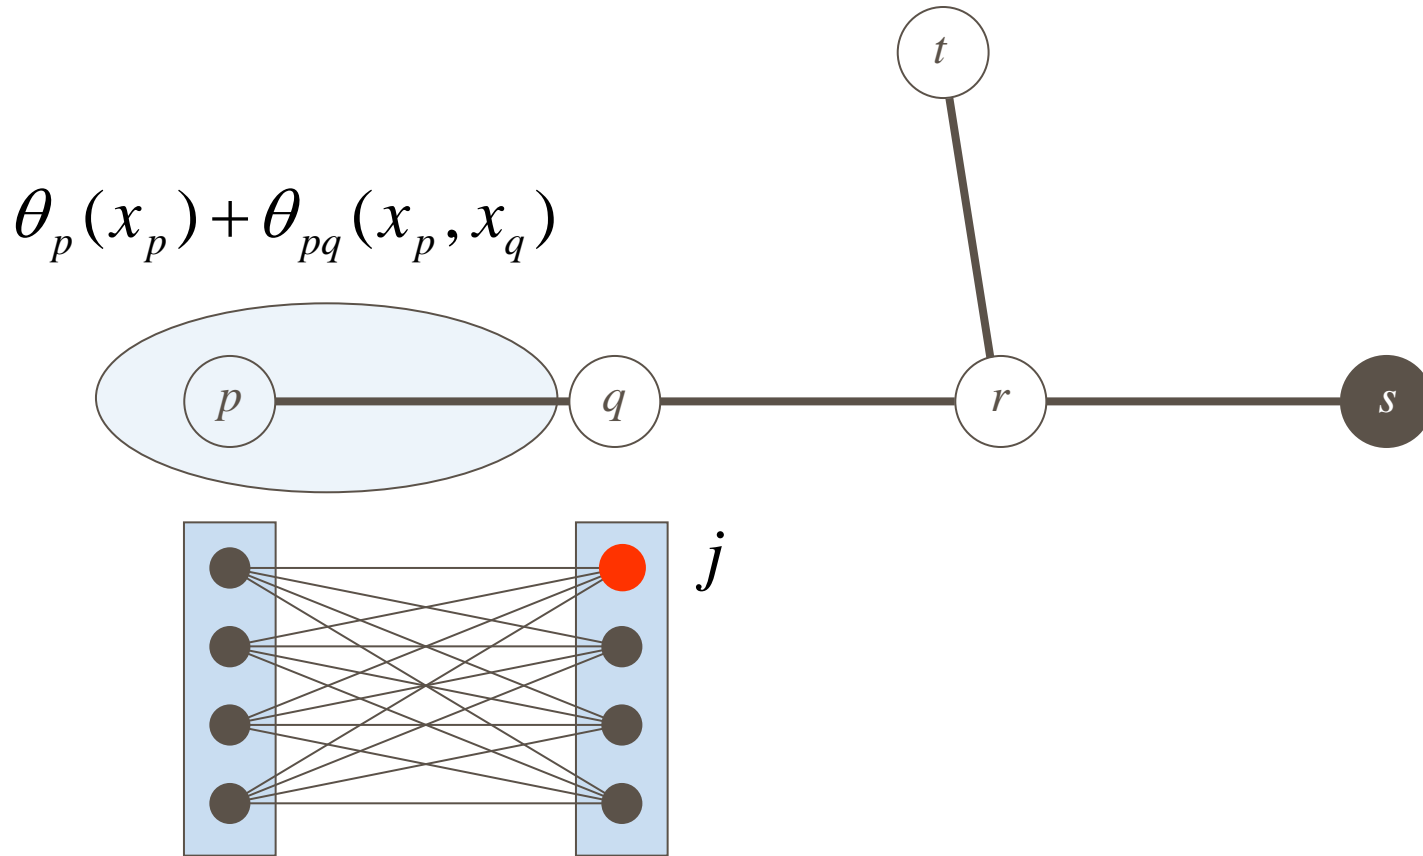 t
θ_p(x_p) + θ_pq(x_p, x_q)
p q r s
j